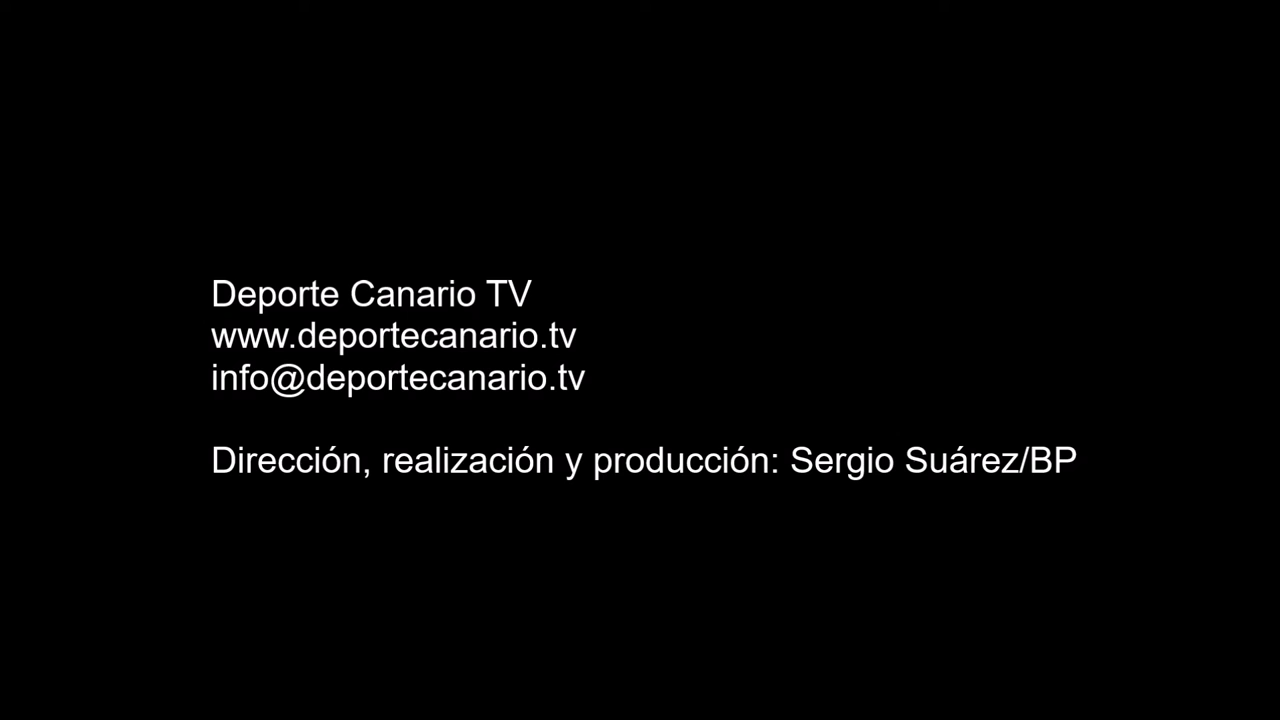 Deporte Canario TV
www.deportecanario.tv
info@deportecanario.tv
Dirección, realización y producción: Sergio Suárez/BP